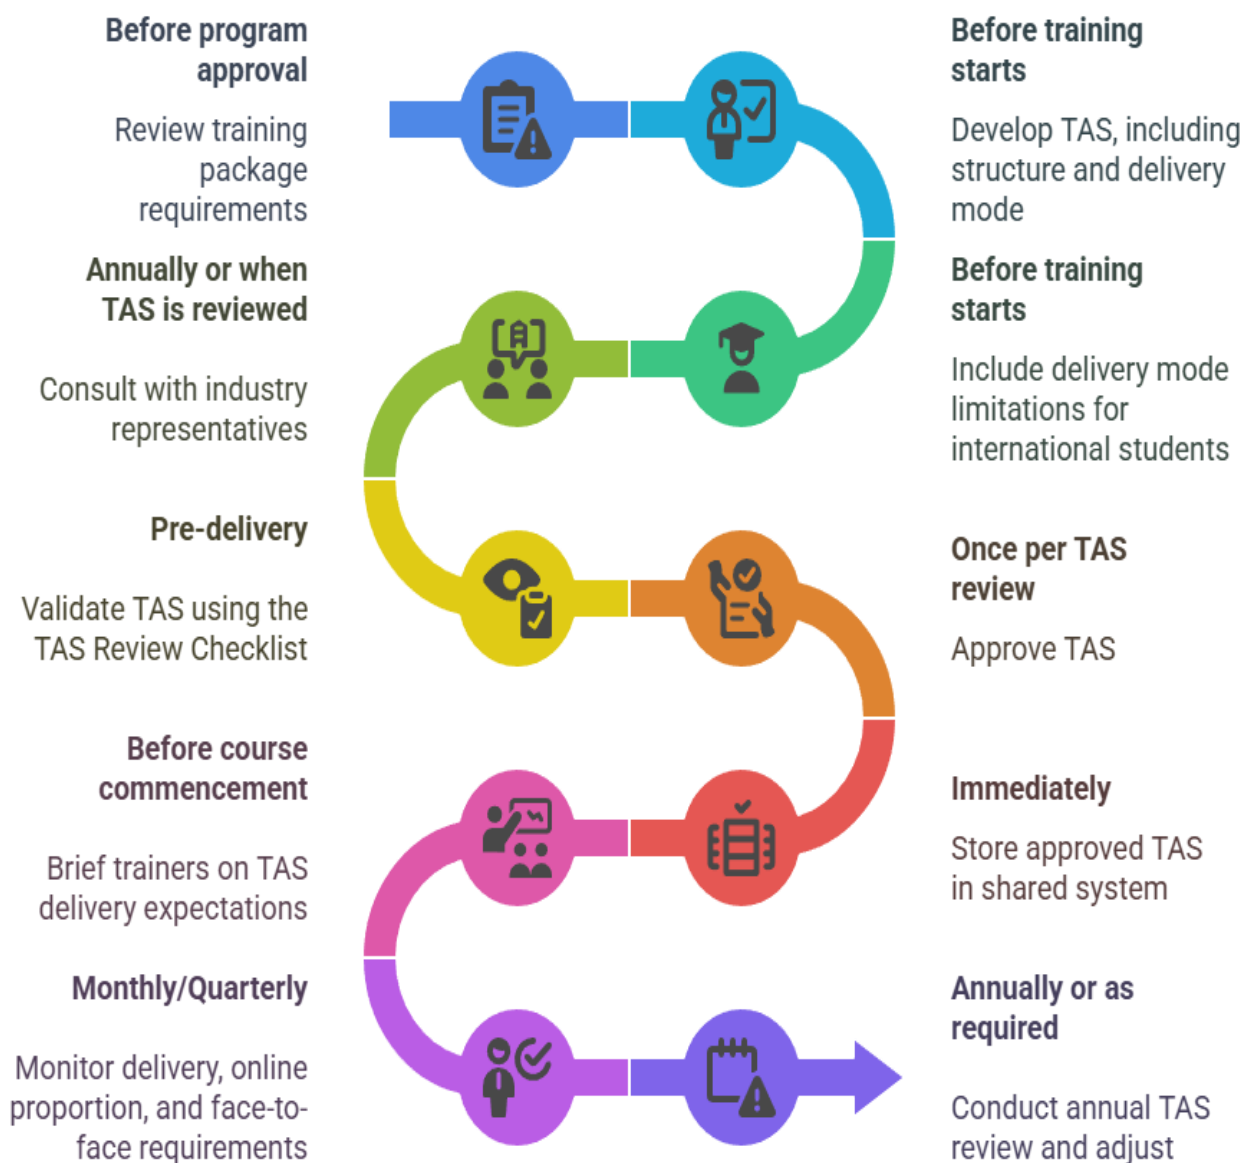 Before program
approval
Review training
package
requirements
Before training
starts
Develop TAS, including
structure and delivery
mode
Before training
starts
Include delivery mode
limitations for
international students
Annually or when
TAS is reviewed
Consult with industry
representatives
Pre-delivery
Validate TAS using the
TAS Review Checklist
Once per TAS
review
Approve TAS
Immediately
Store approved TAS
in shared system
Before course
commencement
Brief trainers on TAS
delivery expectations
Monthly/Quarterly
Monitor delivery, online
proportion, and face-to-
face requirements
Annually or as
required
Conduct annual TAS
review and adjust